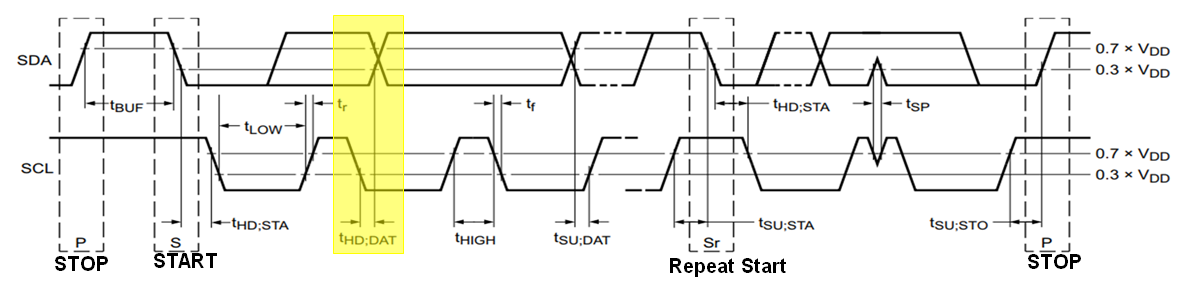 SDA
0.7 × VDD
0.3 × VDD
tBUF
tLOW
tr
tf
tHD;STA
tSP
SCL
0.7 × VDD
0.3 × VDD
tHD;STA
tHD;DAT
tHIGH
tSU;DAT
tSU;STA
tSU;STO
P
S
Sr
P
STOP
START
Repeat Start
STOP